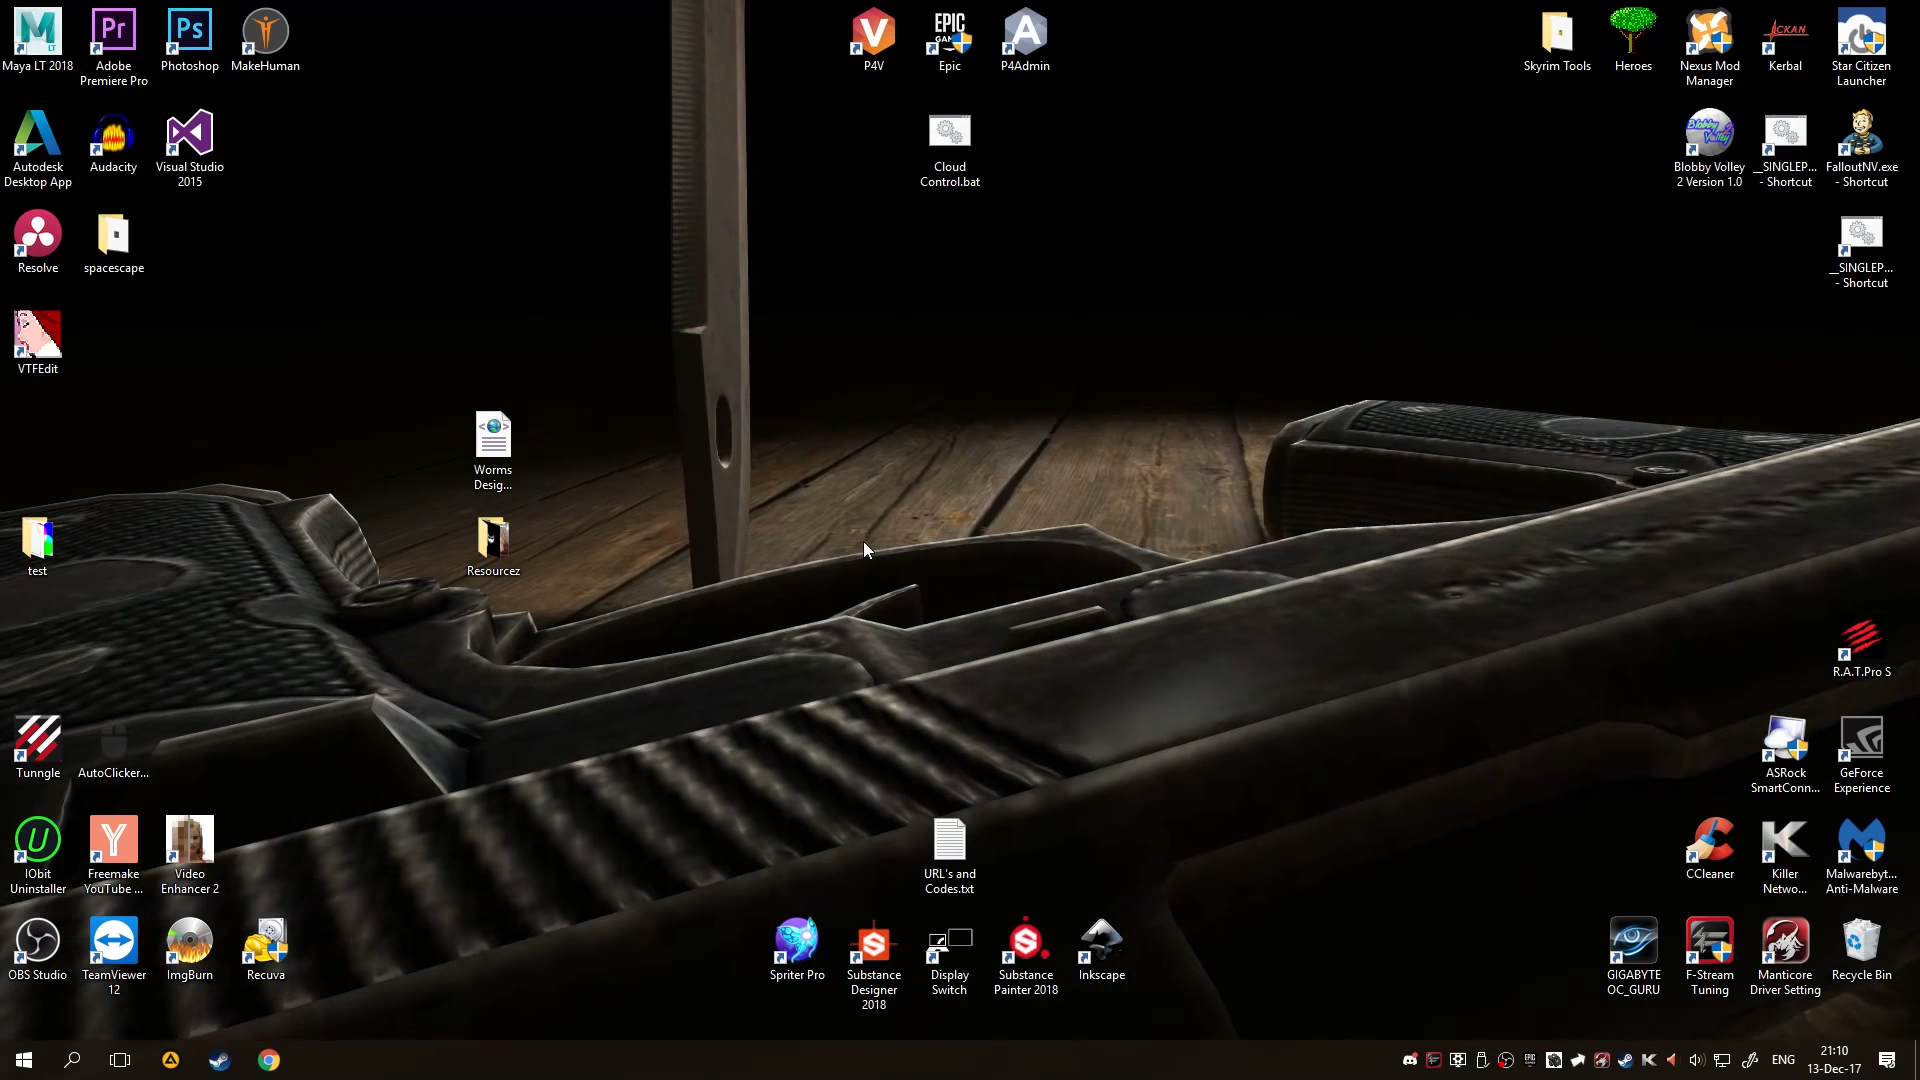 Maya LT 2018
Adobe
Premiere Pro
Photoshop
MakeHuman
P4V
Epic
P4Admin
Skyrim Tools
Heroes
Nexus Mod
Manager
Kerbal
Star Citizen
Launcher
Autodesk
Desktop App
Audacity
Visual Studio
2015
Cloud
Control.bat
Blobby Volley
2 Version 1.0
__SINGLEP...
- Shortcut
FalloutNV.exe
- Shortcut
Resolve
spacescape
__SINGLEP...
- Shortcut
VTFEdit
Worms
Desig...
test
Resourcez
R.A.T.Pro S
Tunngle
AutoClicker...
ASRock
SmartConn...
GeForce
Experience
IObit
Uninstaller
Freemake
YouTube ...
Video
Enhancer 2
URL's and
Codes.txt
CCleaner
Killer
Netwo...
Malwarebyt...
Anti-Malware
OBS Studio
TeamViewer
12
ImgBurn
Recuva
Spriter Pro
Substance
Designer
2018
Display
Switch
Substance
Painter 2018
Inkscape
GIGABYTE
OC_GURU
F-Stream
Tuning
Manticore
Driver Setting
Recycle Bin
ENG
21:10
13-Dec-17